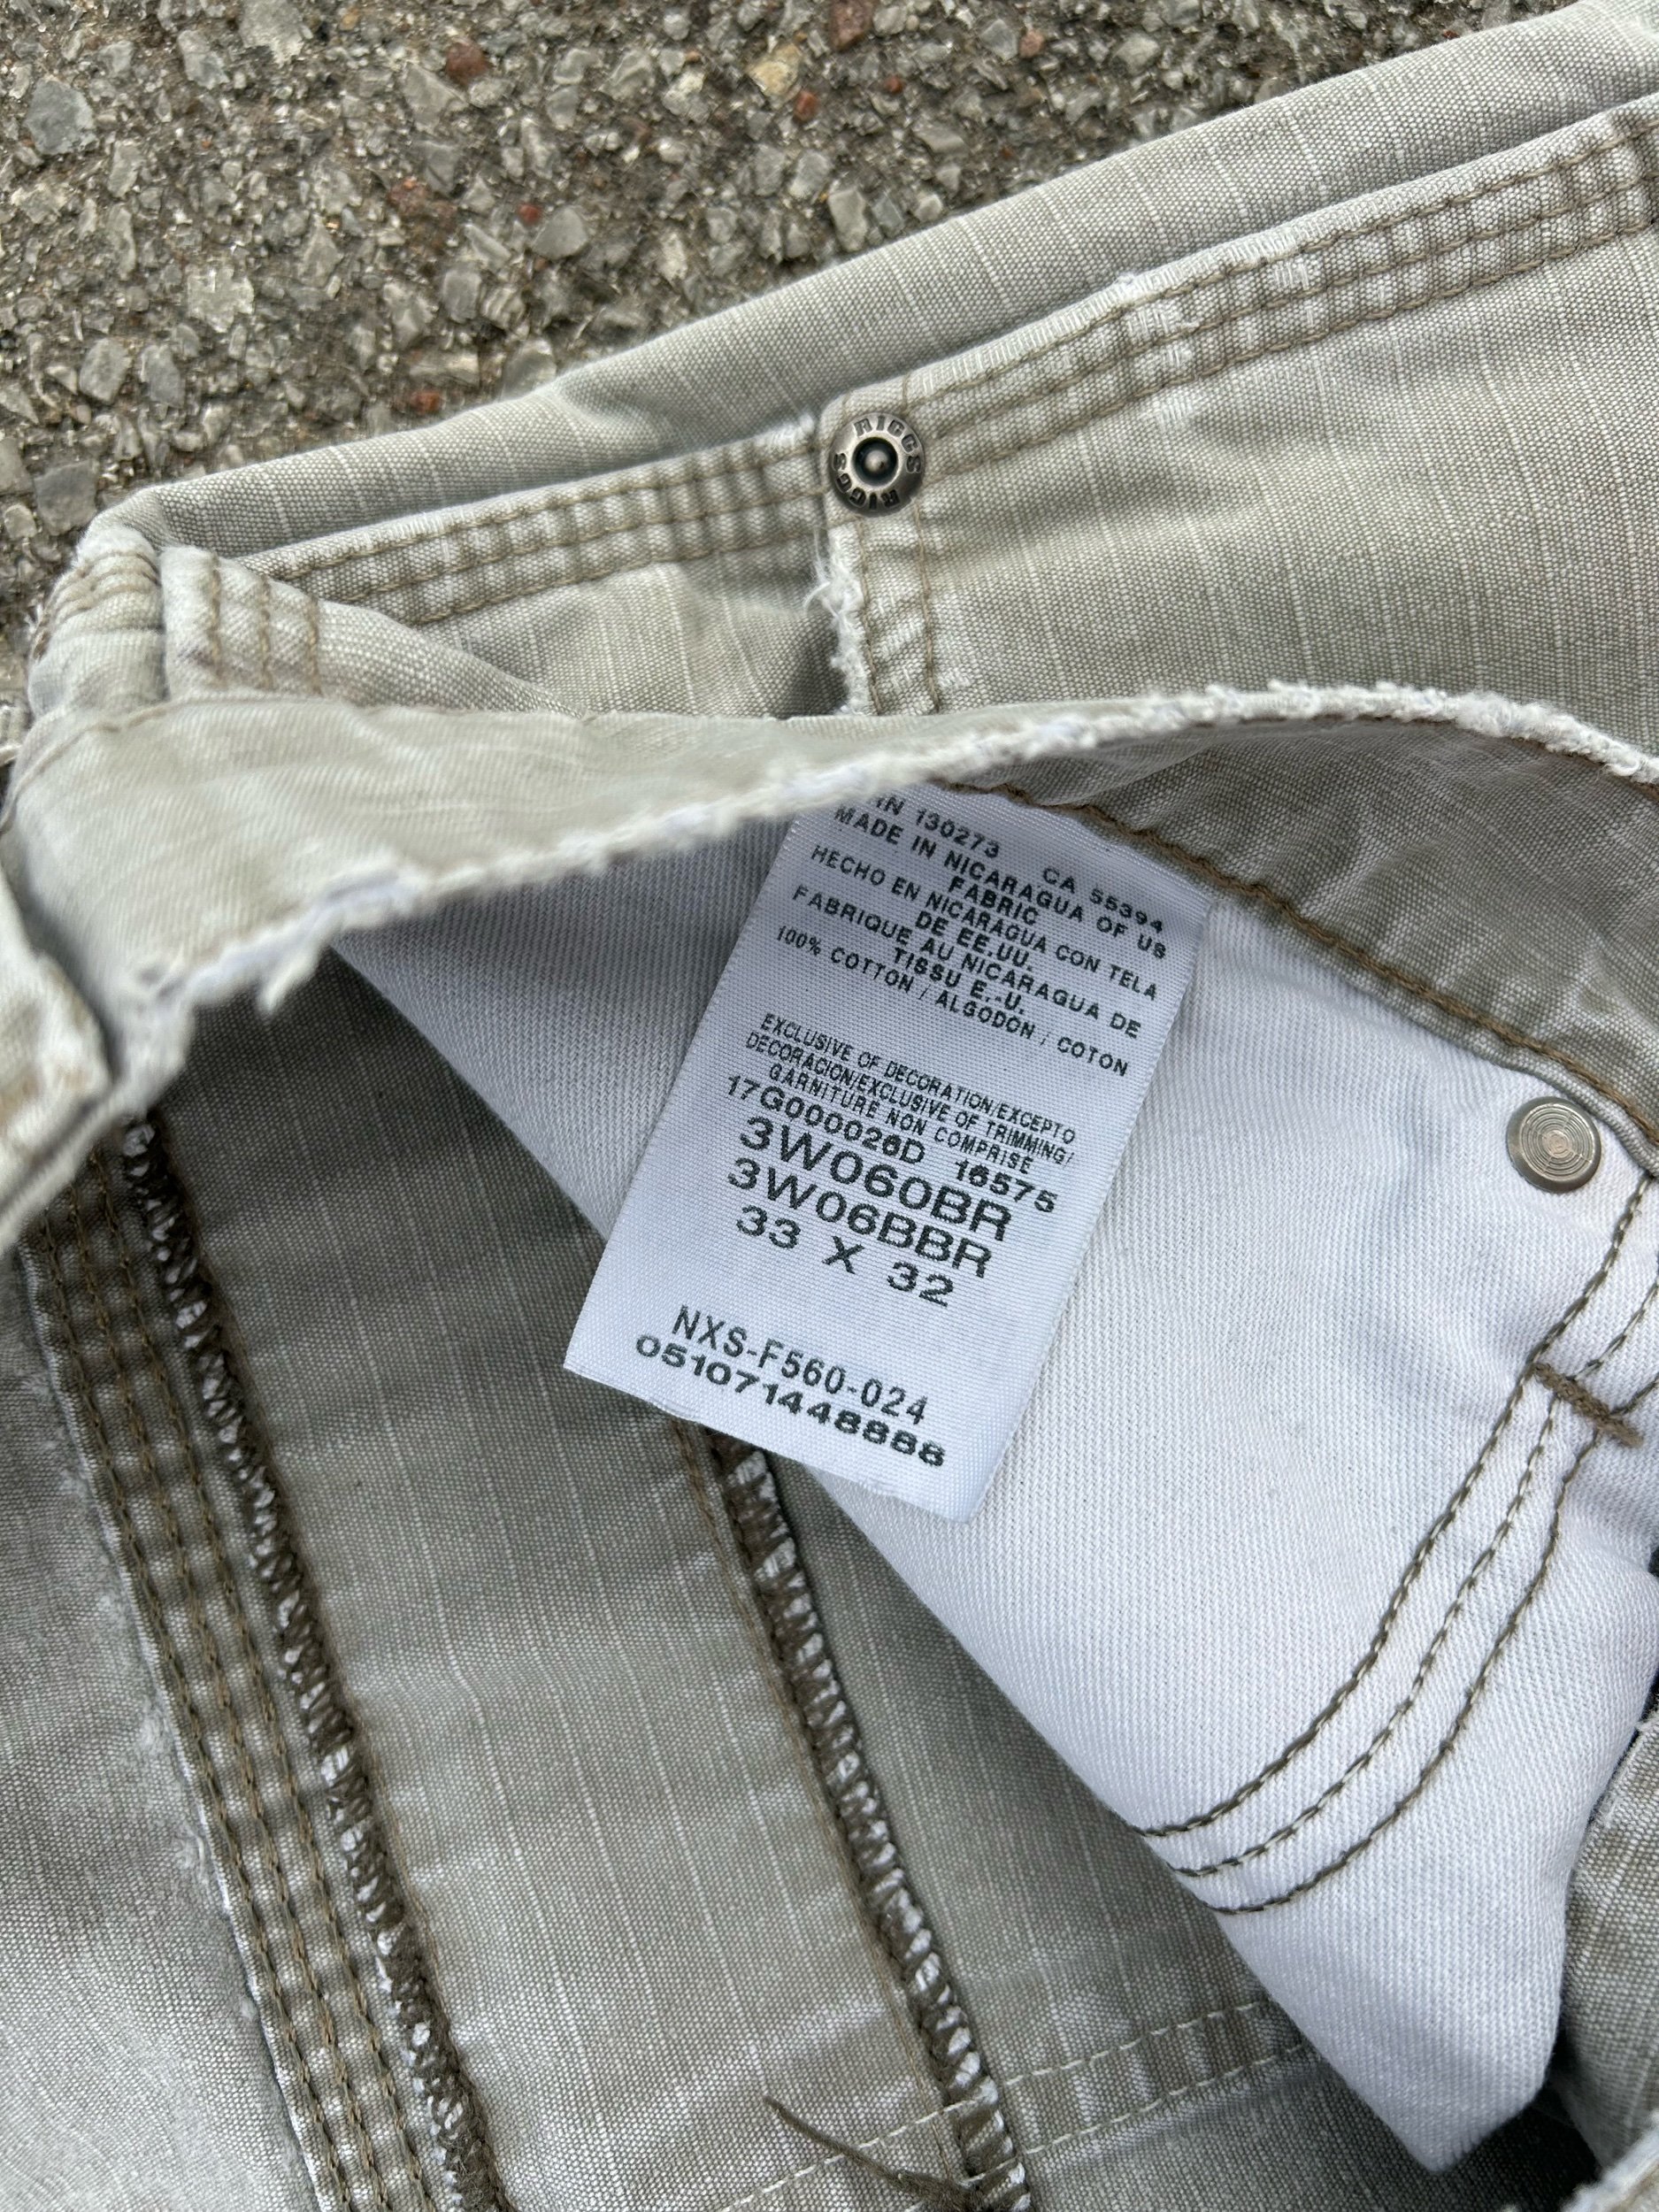 RIGGS
RIGGS
RN 130273 CA 55394
MADE IN NICARAGUA OF US
FABRIC
HECHO EN NICARAGUA CON TELA
DE EE.UU.
FABRIQUE AU NICARAGUA DE
TISSU E.-U.
100% COTTON / ALGODON / COTON
EXCLUSIVE OF DECORATION/EXCEPTO
DECORACION/EXCLUSIVE OF TRIMMING/
GARNITURE NON COMPRISE
17G000026D 16575
3W060BR
3W06BBR
33 X 32
NXS-F560-024
051071448888